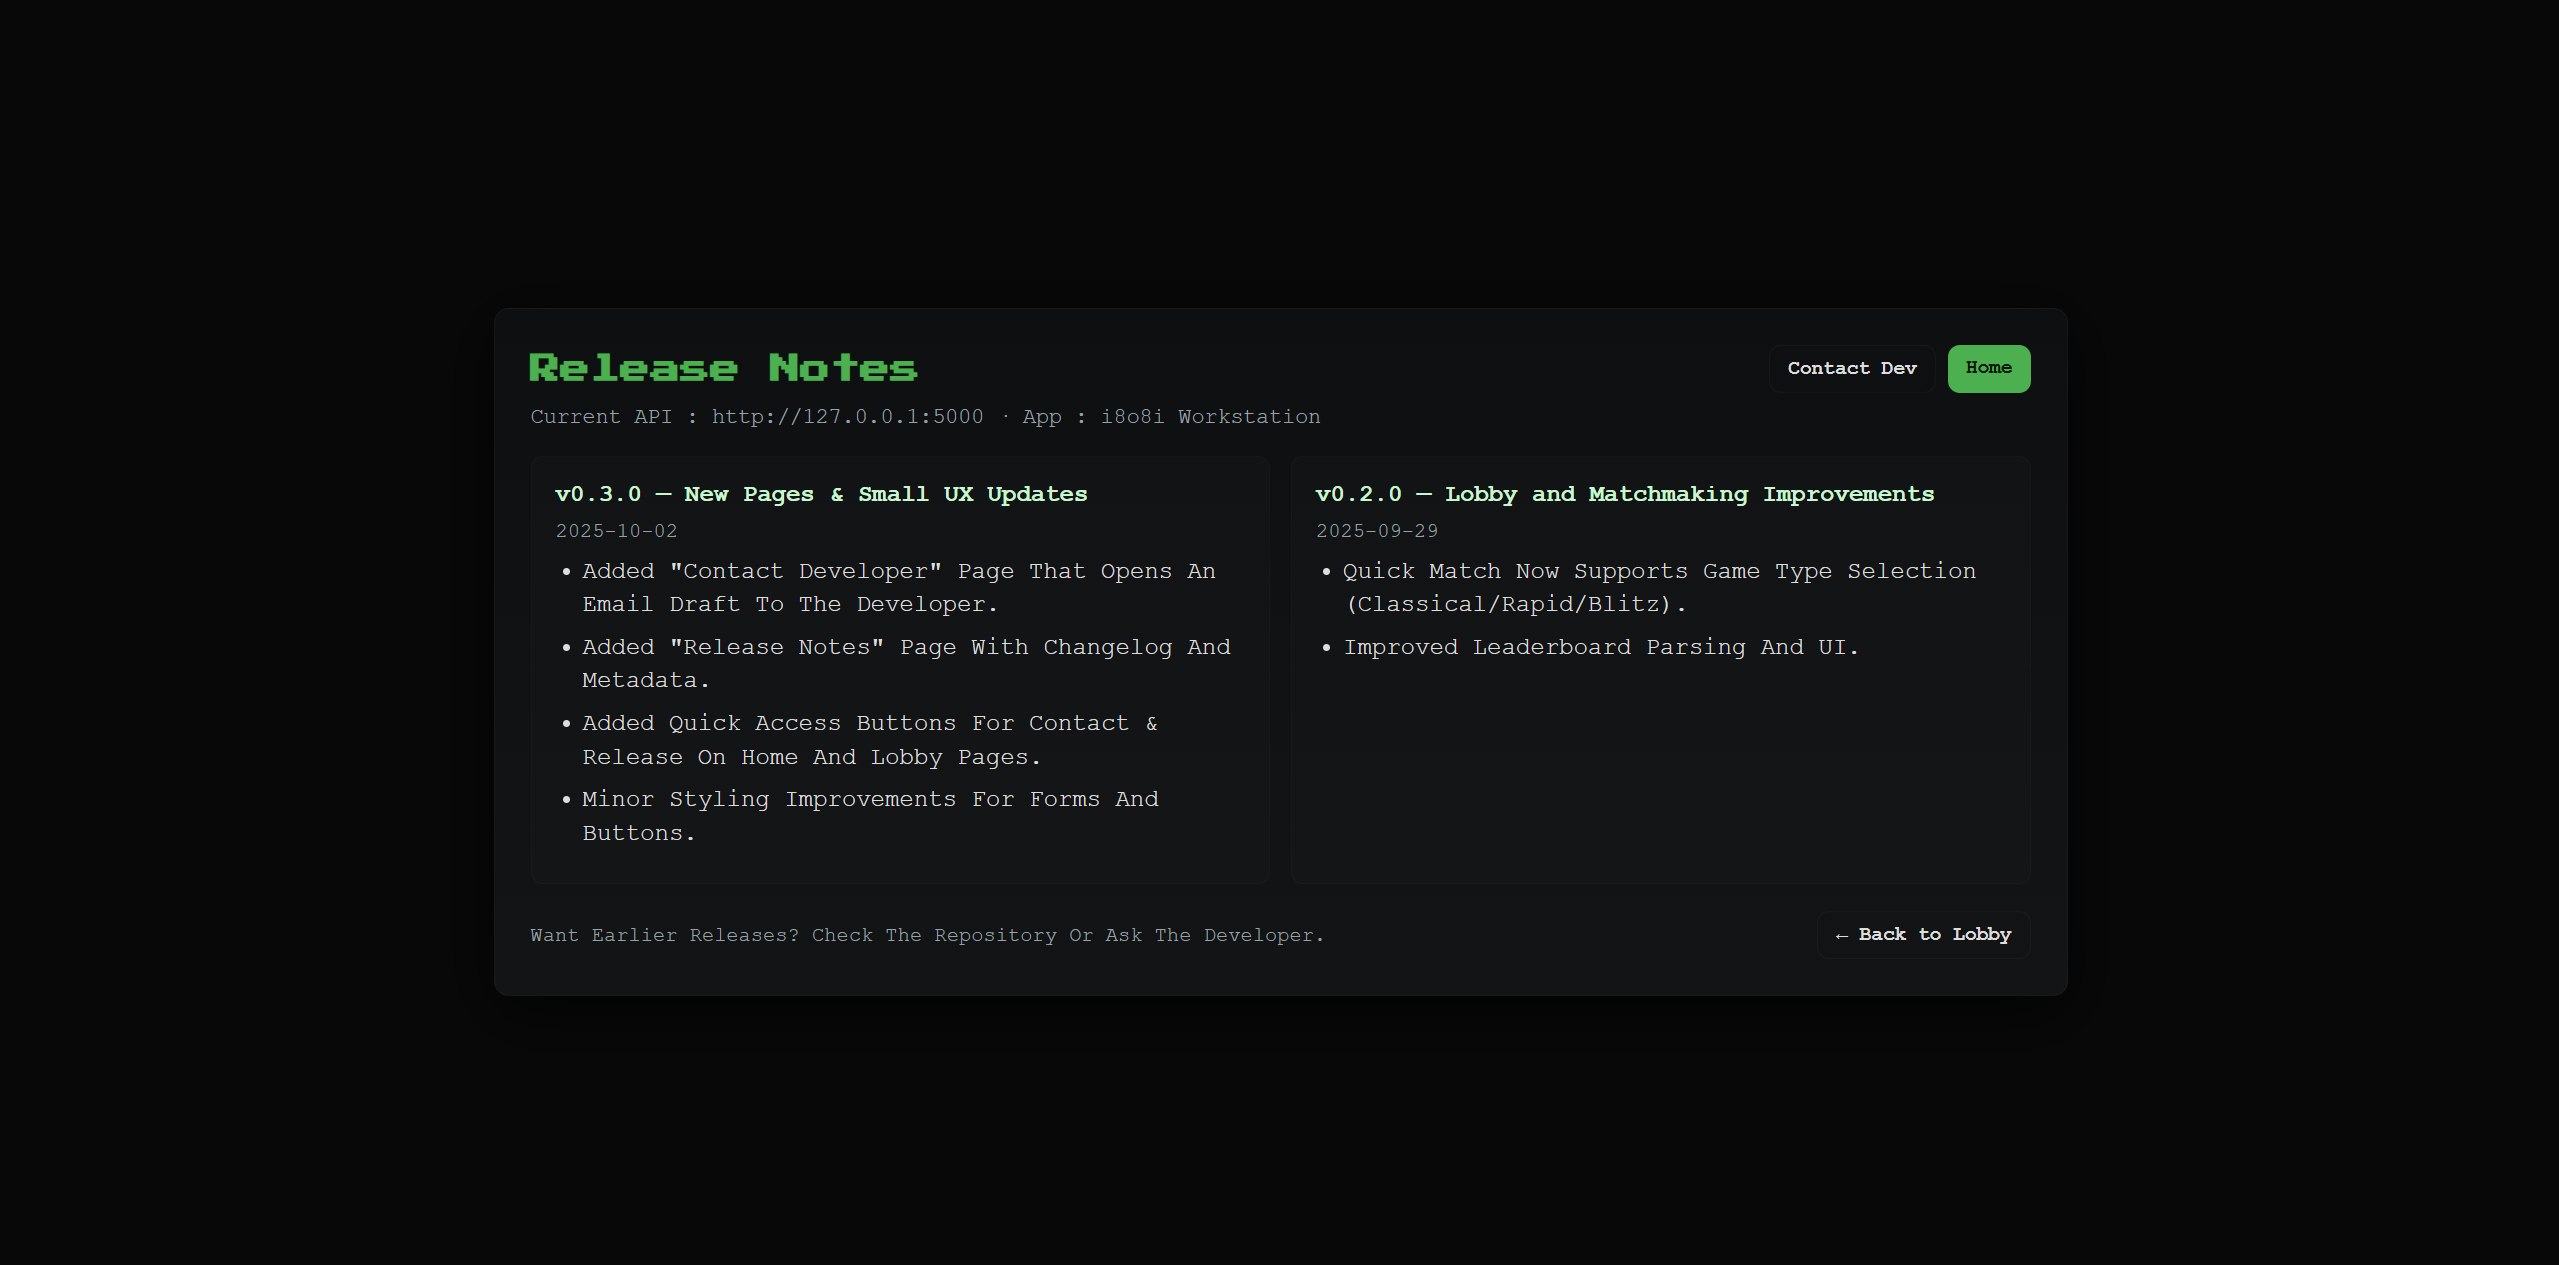 Release Notes
Contact Dev
Home
Current API : http://127.0.0.1:5000 · App : i8o8i Workstation
v0.3.0 — New Pages & Small UX Updates
2025-10-02
• Added "Contact Developer" Page That Opens An
Email Draft To The Developer.
• Added "Release Notes" Page With Changelog And
Metadata.
• Added Quick Access Buttons For Contact &
Release On Home And Lobby Pages.
• Minor Styling Improvements For Forms And
Buttons.
v0.2.0 — Lobby and Matchmaking Improvements
2025-09-29
• Quick Match Now Supports Game Type Selection
(Classical/Rapid/Blitz).
• Improved Leaderboard Parsing And UI.
Want Earlier Releases? Check The Repository Or Ask The Developer.
← Back to Lobby